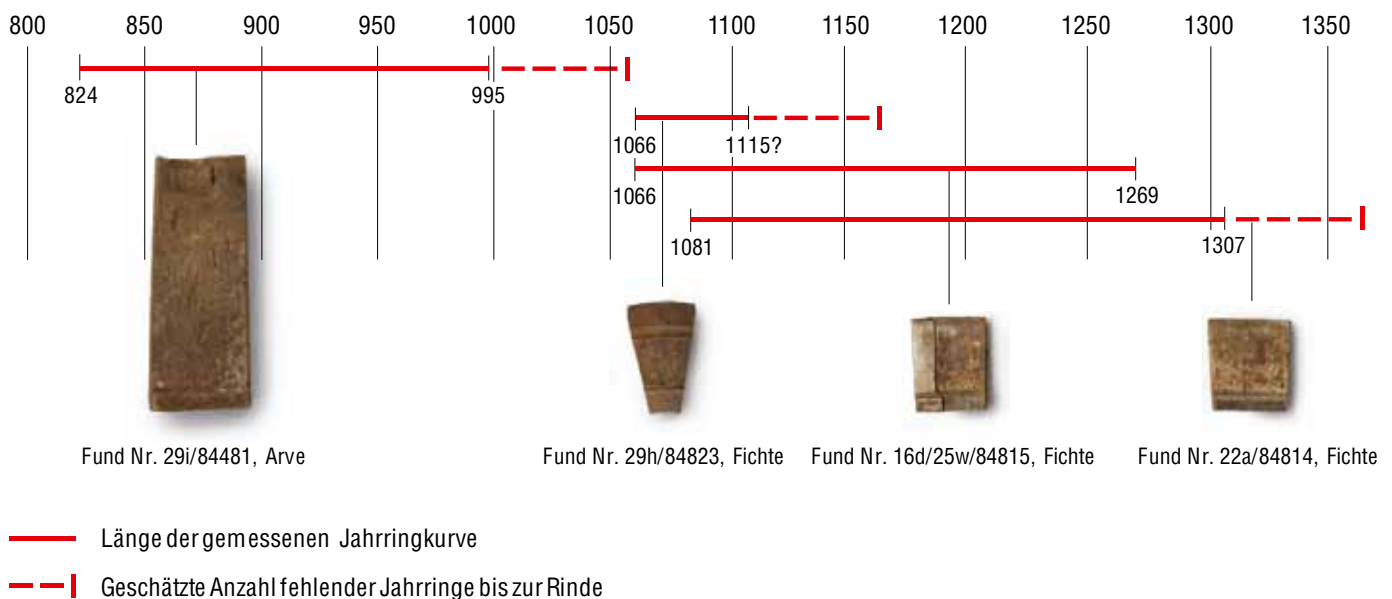 800 850 900 950 1000 1050 1100 1150 1200 1250 1300 1350
824 995
1066 1115?
1066 1269
1081 1307
Fund Nr. 29i/84481, Arve Fund Nr. 29h/84823, Fichte Fund Nr. 16d/25w/84815, Fichte Fund Nr. 22a/84814, Fichte
Länge der gemessenen Jahrringkurve
Geschätzte Anzahl fehlender Jahrringe bis zur Rinde